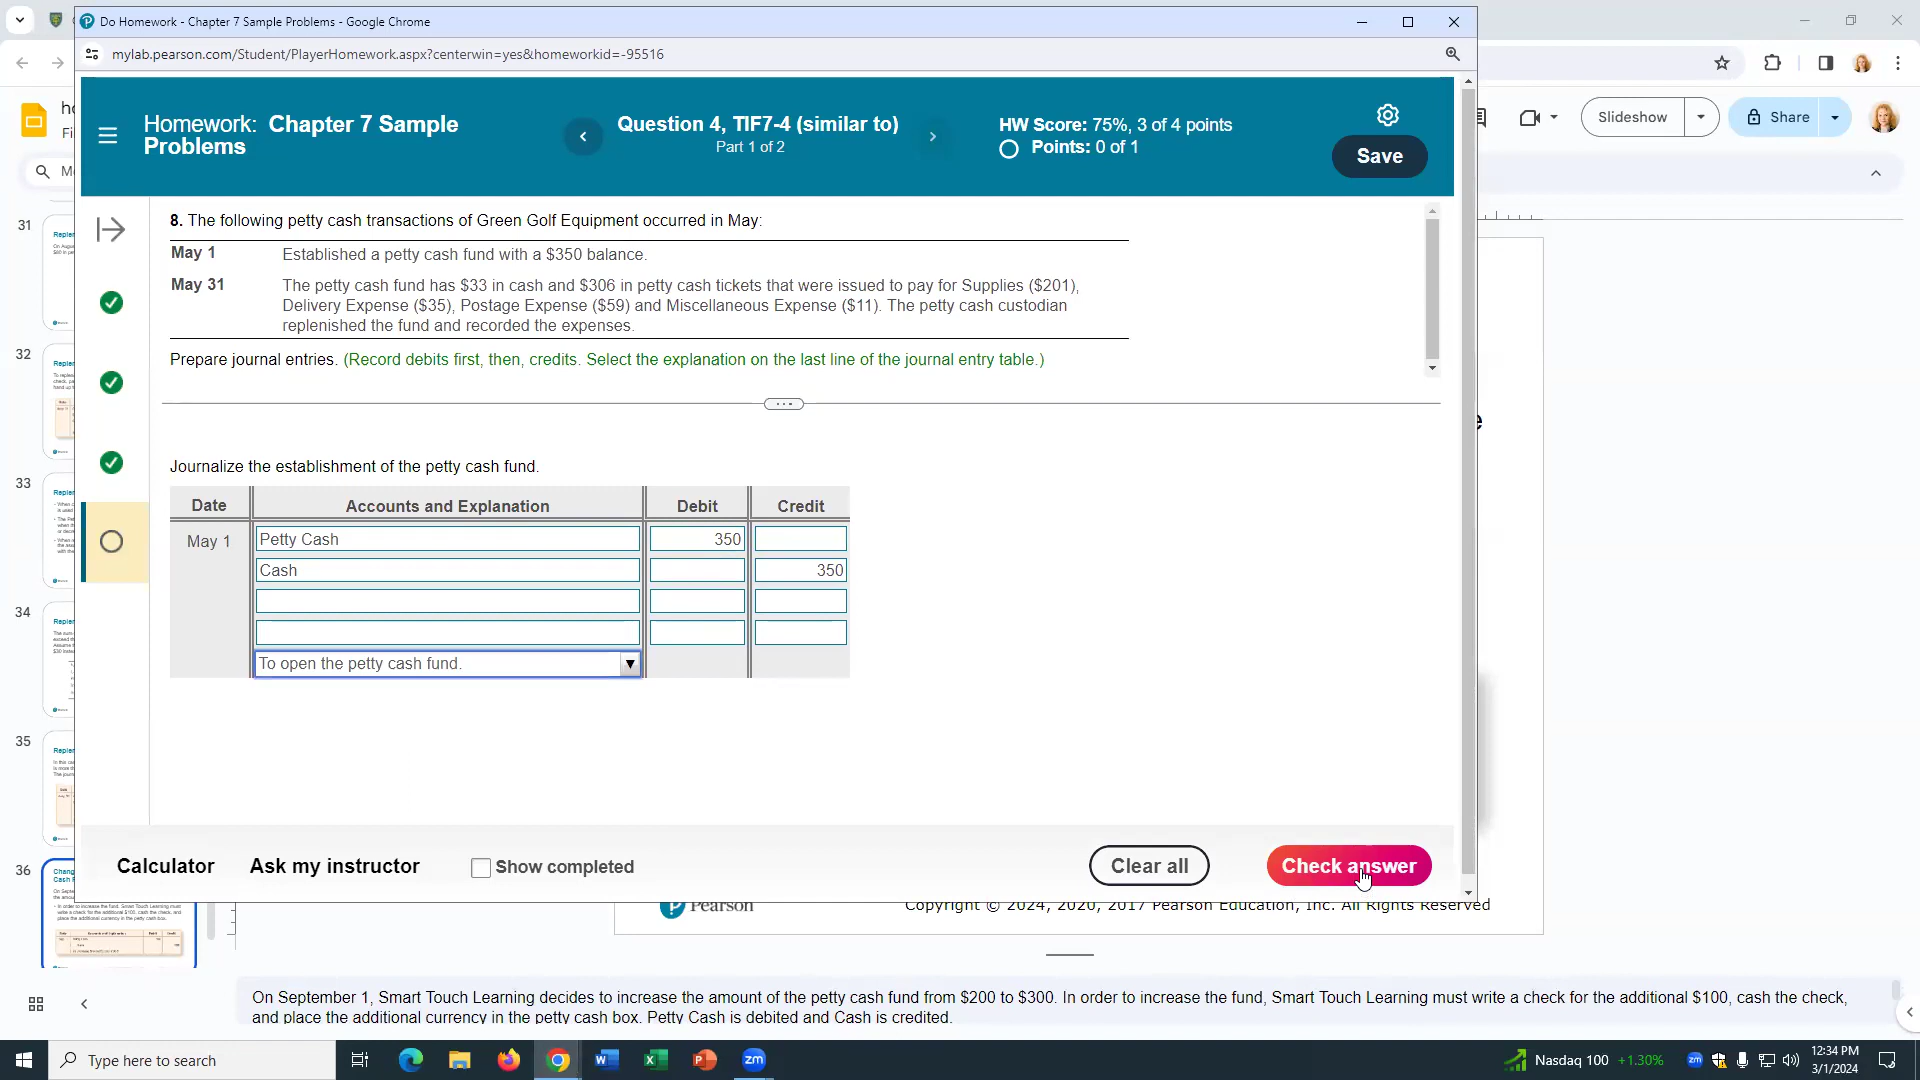 Do Homework - Chapter 7 Sample Problems - Google Chrome
mylab.pearson.com/Student/PlayerHomework.aspx?centerwin=yes&homeworkid=-95516
Homework: Chapter 7 Sample
Problems
Question 4, TIF7-4 (similar to)
Part 1 of 2
HW Score: 75%, 3 of 4 points
Points: 0 of 1
Save
Slideshow
Share
8. The following petty cash transactions of Green Golf Equipment occurred in May:
May 1 Established a petty cash fund with a $350 balance.
May 31 The petty cash fund has $33 in cash and $306 in petty cash tickets that were issued to pay for Supplies ($201),
Delivery Expense ($35), Postage Expense ($59) and Miscellaneous Expense ($11). The petty cash custodian
replenished the fund and recorded the expenses.
Prepare journal entries. (Record debits first, then, credits. Select the explanation on the last line of the journal entry table.)
Journalize the establishment of the petty cash fund.
Date Accounts and Explanation Debit Credit
May 1 Petty Cash 350
Cash 350
To open the petty cash fund.
Calculator Ask my instructor Show completed Clear all Check answer
31
32
33
34
35
36
Pearson
Copyright © 2024, 2020, 2017 Pearson Education, Inc. All Rights Reserved
On September 1, Smart Touch Learning decides to increase the amount of the petty cash fund from $200 to $300. In order to increase the fund, Smart Touch Learning must write a check for the additional $100, cash the check,
and place the additional currency in the petty cash box. Petty Cash is debited and Cash is credited.
Type here to search
Nasdaq 100 +1.30%
12:34 PM
3/1/2024